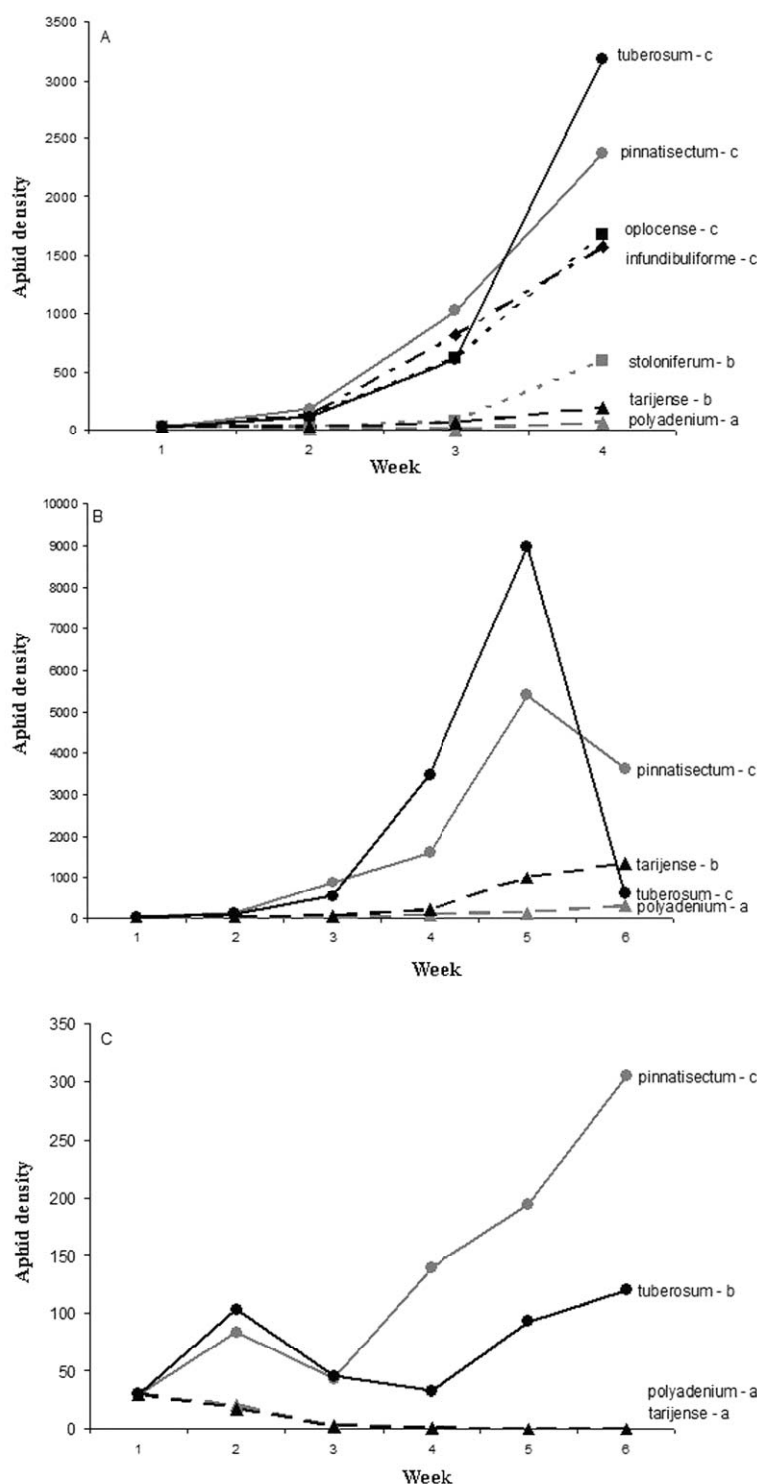 A
3500
3000
2500
2000
1500
1000
500
0
Aphid density
1 2 3 4
Week
tuberosum - c
pinnatisectum - c
oplocense - c
infundibuliforme - c
stoloniferum - b
tarijense - b
polyadenium - a
B
10000
9000
8000
7000
6000
5000
4000
3000
2000
1000
0
Aphid density
1 2 3 4 5 6
Week
pinnatisectum - c
tarijense - b
tuberosum - c
polyadenium - a
C
350
300
250
200
150
100
50
0
Aphid density
1 2 3 4 5 6
Week
pinnatisectum - c
tuberosum - b
polyadenium - a
tarijense - a